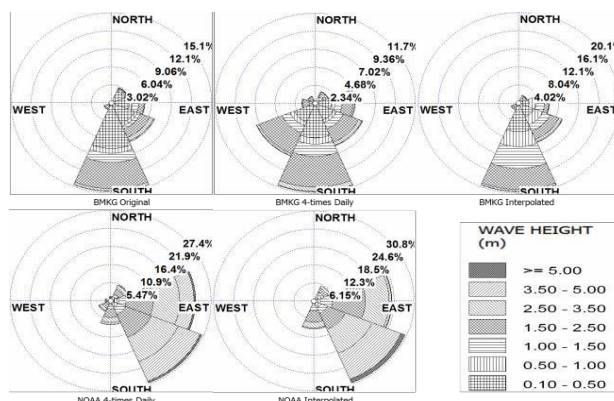 NORTH
15.1%
12.1%
9.06%
6.04%
3.02%
WEST
EAST
SOUTH
BMKG Original
NORTH
11.7%
9.36%
7.02%
4.68%
2.34%
WEST
EAST
SOUTH
BMKG 4-times Daily
NORTH
20.1%
16.1%
12.1%
8.04%
4.02%
WEST
EAST
SOUTH
BMKG Interpolated
NORTH
27.4%
21.9%
16.4%
10.9%
5.47%
WEST
EAST
SOUTH
NOAA 4-times Daily
NORTH
30.8%
24.6%
18.5%
12.3%
6.15%
WEST
EAST
SOUTH
NOAA Interpolated
WAVE HEIGHT
(m)
>= 5.00
3.50 - 5.00
2.50 - 3.50
1.50 - 2.50
1.00 - 1.50
0.50 - 1.00
0.10 - 0.50